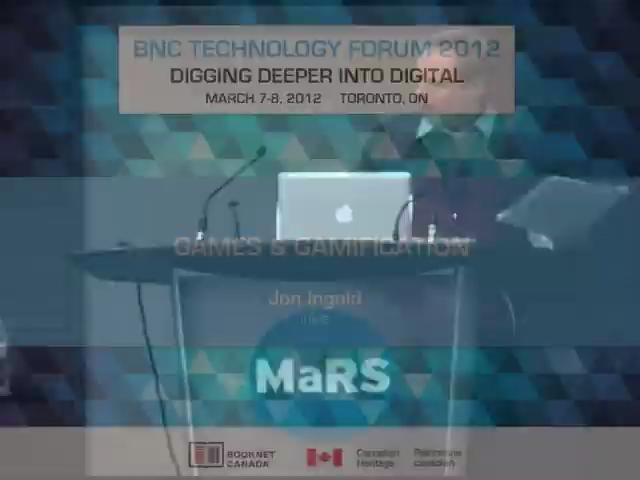 BNC TECHNOLOGY FORUM 2012
DIGGING DEEPER INTO DIGITAL
MARCH 7-8, 2012 TORONTO, ON
GAMES & GAMIFICATION
Jon Ingold
inkle
MaRS
BOOKNET
CANADA
Canadian
Heritage
Patrimoine
canadien